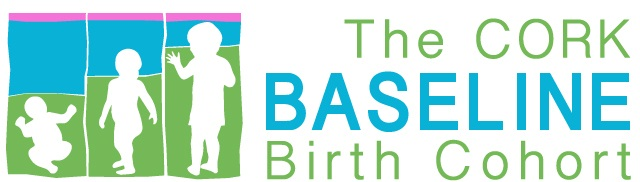 The CORK
BASELINE
Birth Cohort